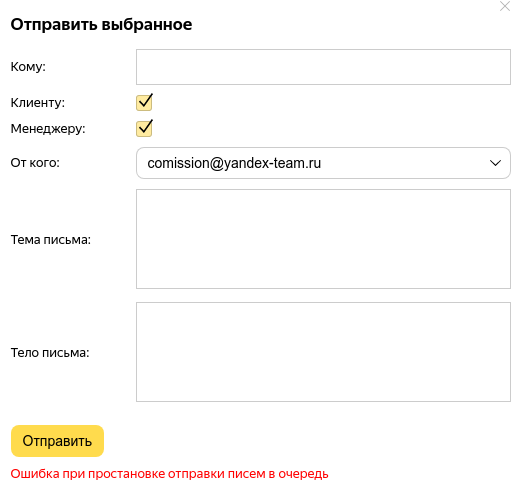 Отправить выбранное
Кому:
Клиенту:
Менеджеру:
От кого:
comission@yandex-team.ru
Тема письма:
Тело письма:
Отправить
Ошибка при простановке отправки писем в очередь